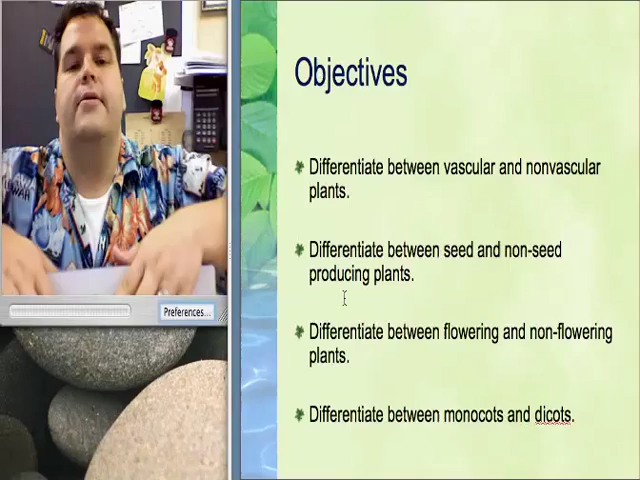 Objectives
Differentiate between vascular and nonvascular
plants.
Differentiate between seed and non-seed
producing plants.
Differentiate between flowering and non-flowering
plants.
Differentiate between monocots and dicots.
Preferences...